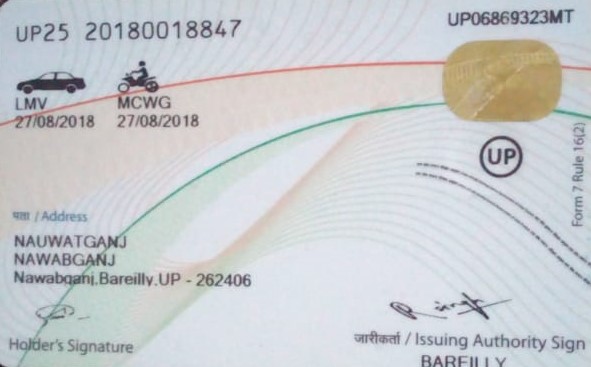 UP25 20180018847
UP06869323MT
LMV MCWG
27/08/2018 27/08/2018
UP
Form 7 Rule 16(2)
पता / Address
NAUWATGANJ
NAWABGANJ
Nawabganj,Bareilly,UP - 262406
R Singh
Holder's Signature
जारीकर्ता / Issuing Authority Sign
BAREILLY